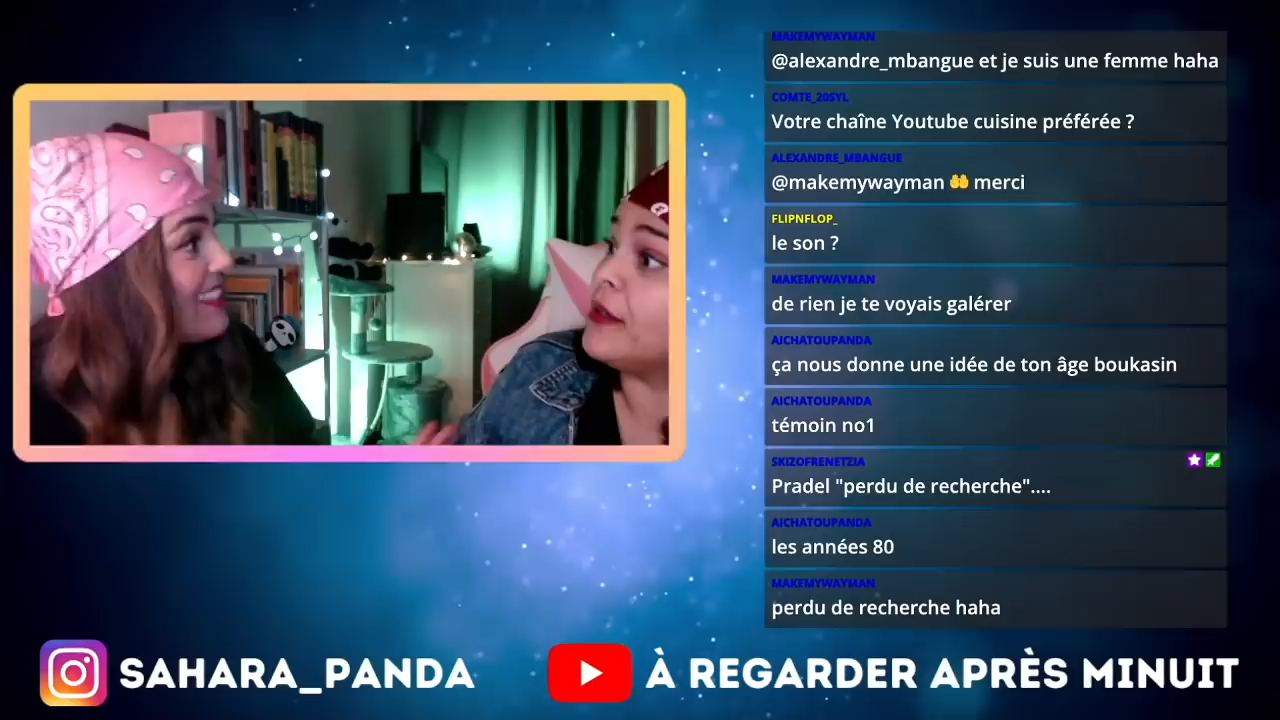 MAKEMYWAYMAN
@alexandre_mbangue et je suis une femme haha
COMTE_20SYL
Votre chaîne Youtube cuisine préférée ?
ALEXANDRE_MBANGUE
@makemywayman 🤲 merci
FLIPNFLOP_
le son ?
MAKEMYWAYMAN
de rien je te voyais galérer
AICHATOUPANDA
ça nous donne une idée de ton âge boukasin
AICHATOUPANDA
témoin no1
SKIZOFRENETZIA
Pradel "perdu de recherche"....
AICHATOUPANDA
les années 80
MAKEMYWAYMAN
perdu de recherche haha
SAHARA_PANDA
À REGARDER APRÈS MINUIT